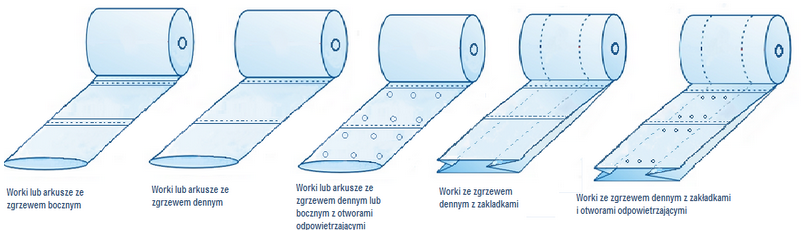 Worki lub arkusze ze
zgrzewem bocznym
Worki lub arkusze ze
zgrzewem dennym
Worki lub arkusze ze
zgrzewem dennym lub
bocznym z otworami
odpowietrzającymi
Worki ze zgrzewem
dennym z zakladkami
Worki ze zgrzewem dennym z zakładkami
i otworami odpowietrzającymi